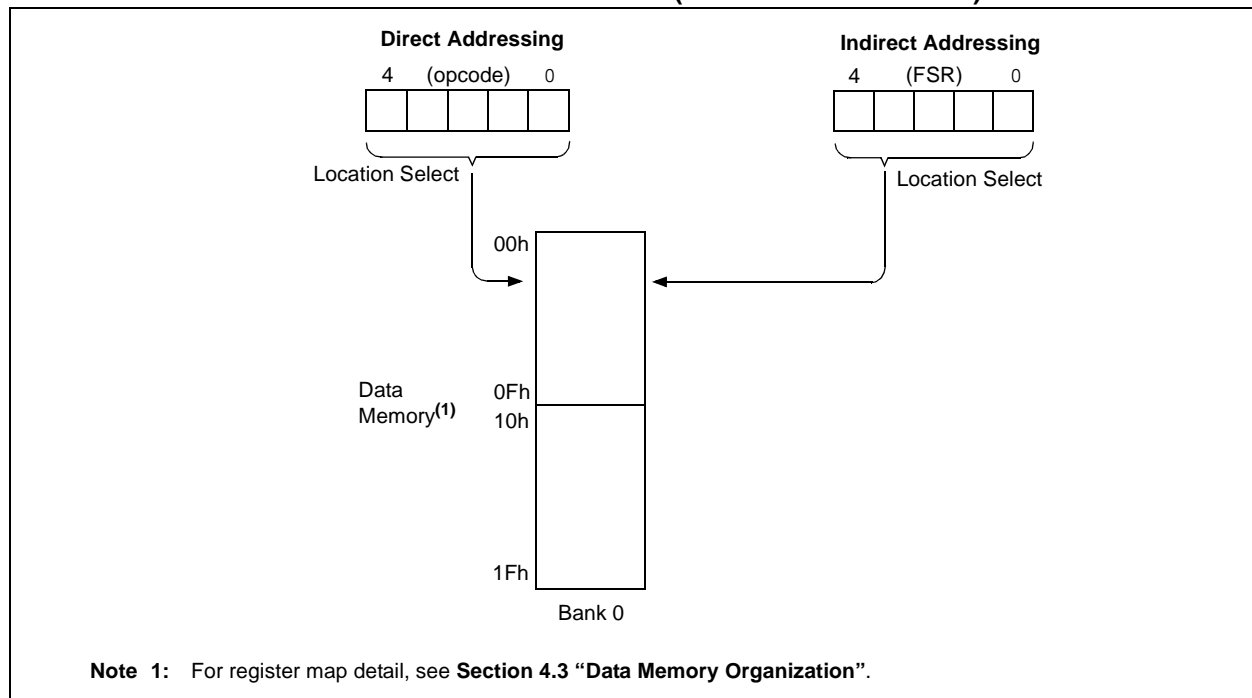 Direct Addressing
Indirect Addressing
4 (opcode) 0
4 (FSR) 0
Location Select
Location Select
00h
Data
Memory(1)
0Fh
10h
1Fh
Bank 0
Note 1: For register map detail, see Section 4.3 “Data Memory Organization”.